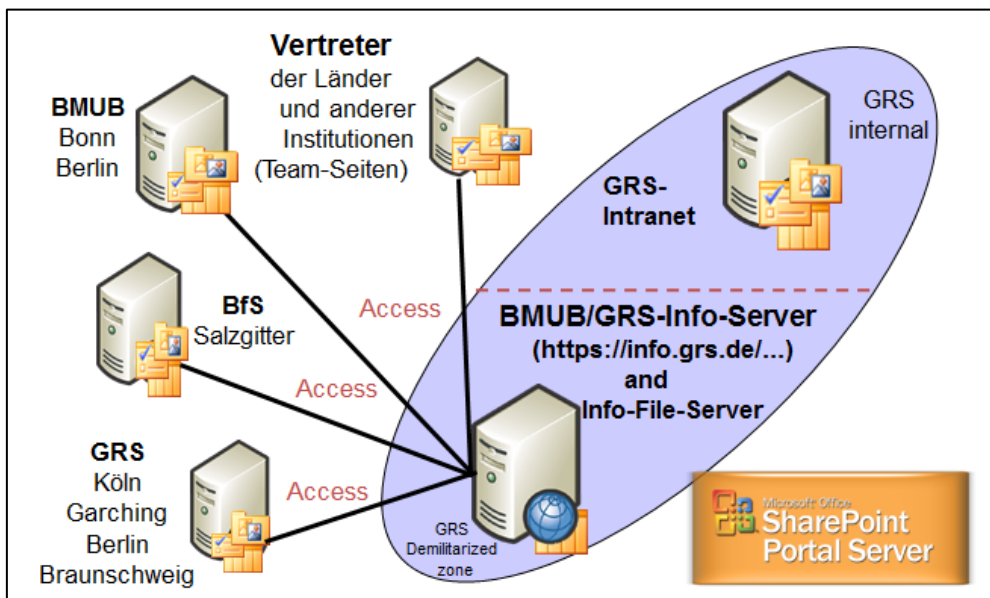 Vertreter
der Länder
und anderer
Institutionen
(Team-Seiten)
BMUB
Bonn
Berlin
GRS
internal
GRS-
Intranet
BfS
Salzgitter
Access
BMUB/GRS-Info-Server
(https://info.grs.de/...)
and
Info-File-Server
Access
GRS
Köln
Garching
Berlin
Braunschweig
Access
GRS
Demilitarized
zone
Microsoft Office
SharePoint
Portal Server